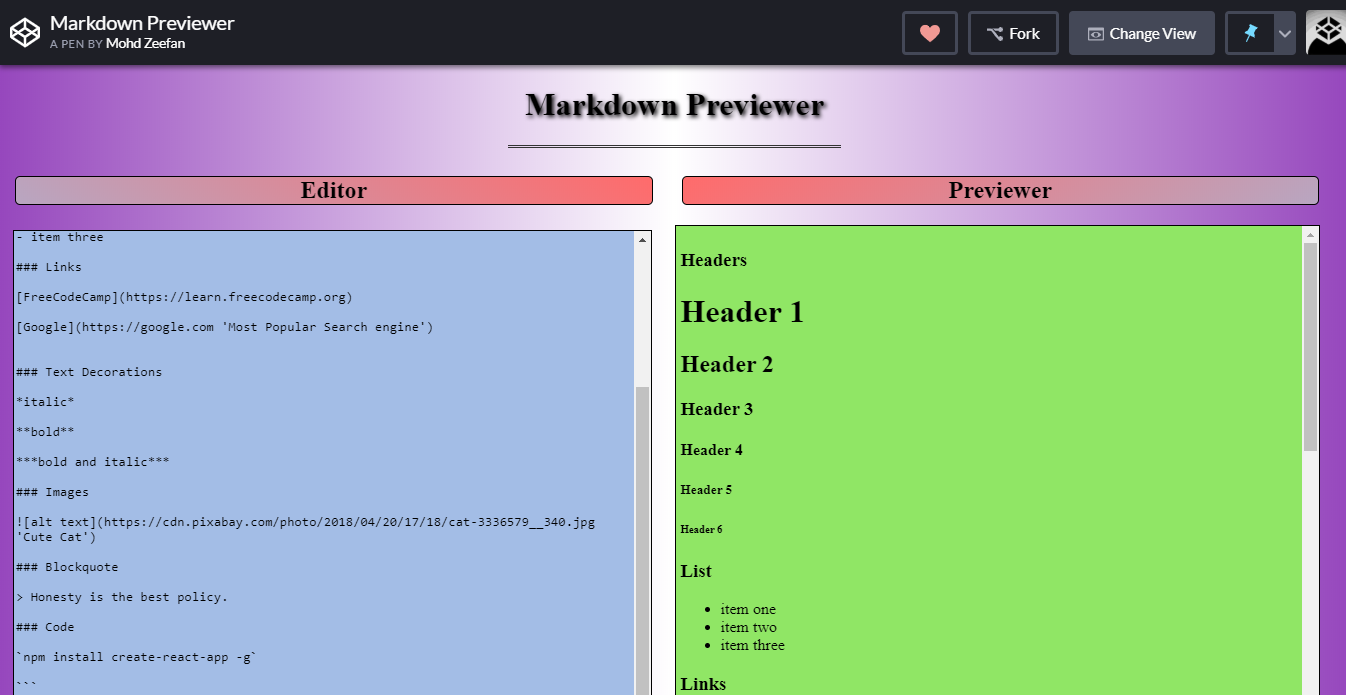 Markdown Previewer
A PEN BY Mohd Zeefan
Fork
Change View
Markdown Previewer
Editor
- item three
### Links
[FreeCodeCamp](https://learn.freecodecamp.org)
[Google](https://google.com 'Most Popular Search engine')
### Text Decorations
*italic*
**bold**
***bold and italic***
### Images
![alt text](https://cdn.pixabay.com/photo/2018/04/20/17/18/cat-3336579__340.jpg
'Cute Cat')
### Blockquote
> Honesty is the best policy.
### Code
`npm install create-react-app -g`
```
Previewer
Headers
Header 1
Header 2
Header 3
Header 4
Header 5
Header 6
List
• item one
• item two
• item three
Links